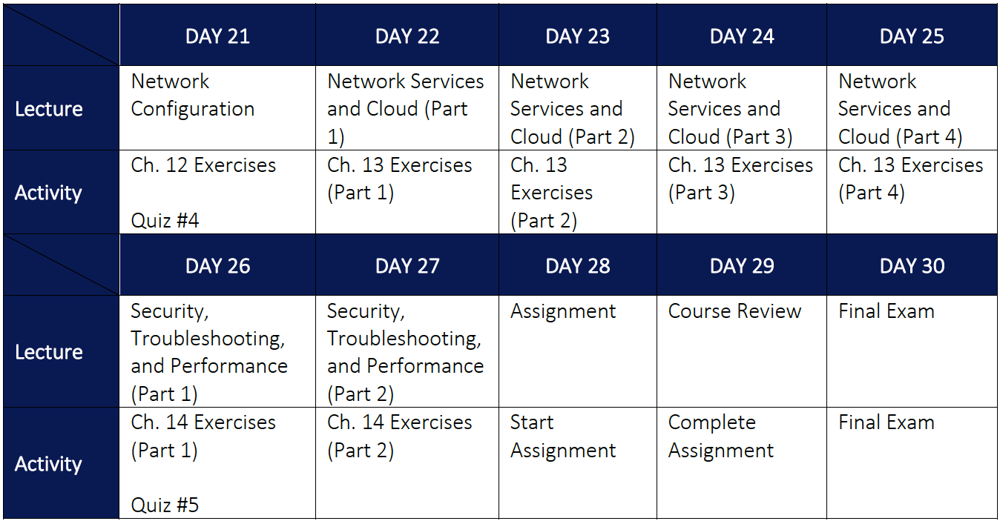 DAY 21 DAY 22 DAY 23 DAY 24 DAY 25
Lecture
Network
Configuration
Network Services
and Cloud (Part
1)
Network
Services and
Cloud (Part 2)
Network
Services and
Cloud (Part 3)
Network
Services and
Cloud (Part 4)
Activity
Ch. 12 Exercises
Quiz #4
Ch. 13 Exercises
(Part 1)
Ch. 13
Exercises
(Part 2)
Ch. 13 Exercises
(Part 3)
Ch. 13 Exercises
(Part 4)
DAY 26 DAY 27 DAY 28 DAY 29 DAY 30
Lecture
Security,
Troubleshooting,
and Performance
(Part 1)
Security,
Troubleshooting,
and Performance
(Part 2)
Assignment
Course Review
Final Exam
Activity
Ch. 14 Exercises
(Part 1)
Quiz #5
Ch. 14 Exercises
(Part 2)
Start
Assignment
Complete
Assignment
Final Exam